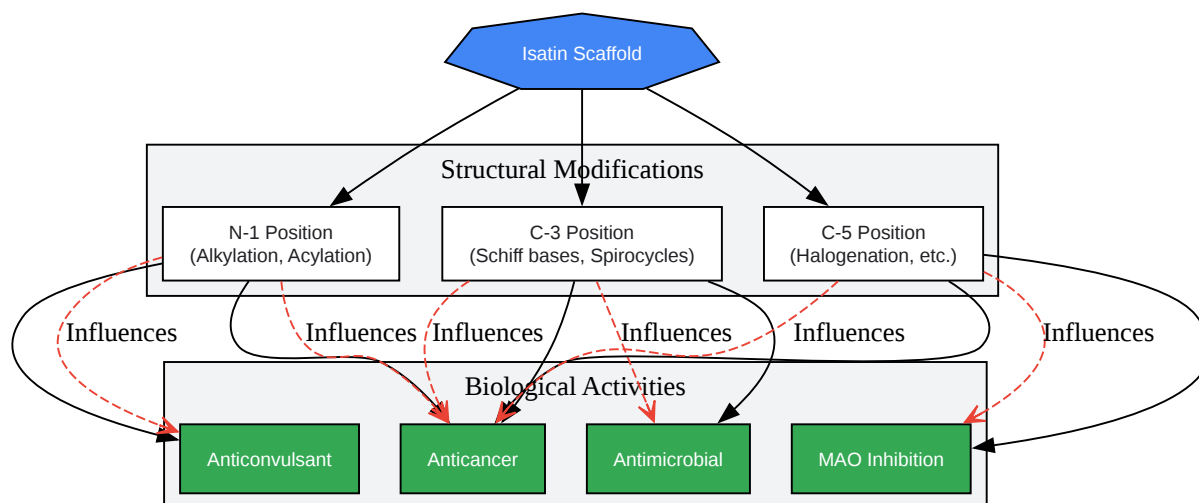 Isatin Scaffold
Structural Modifications
N-1 Position
(Alkylation, Acylation)
C-3 Position
(Schiff bases, Spirocycles)
C-5 Position
(Halogenation, etc.)
Influences
Influences
Influences
Influences
Influences
Influences
Biological Activities
Anticonvulsant
Anticancer
Antimicrobial
MAO Inhibition